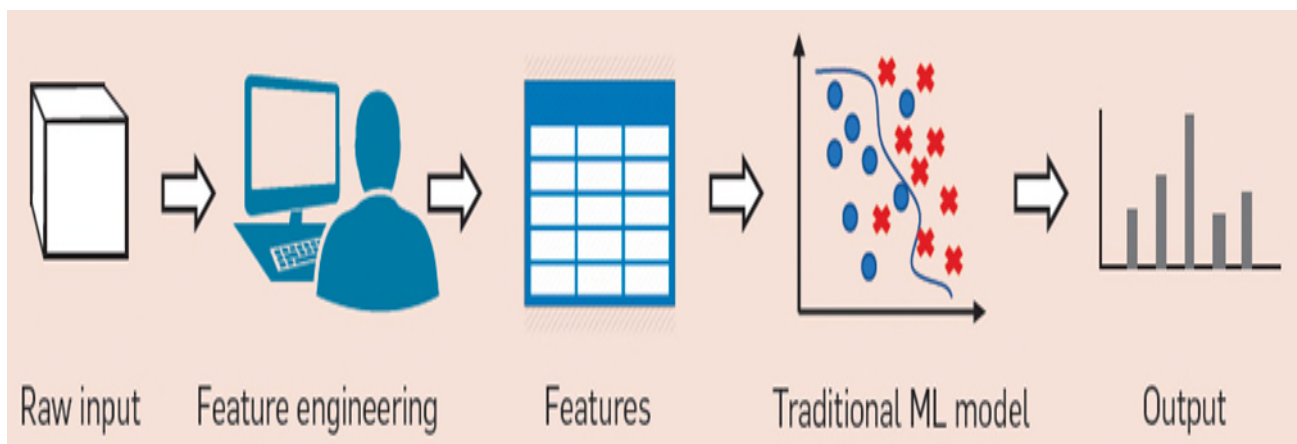 Raw input
Feature engineering
Features
Traditional ML model
Output